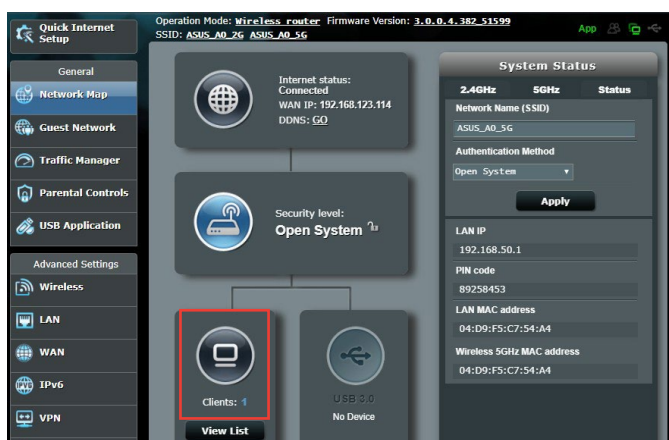 Quick Internet
Setup
Operation Mode: Wireless router Firmware Version: 3.0.0.4.382_51599
SSID: ASUS_A0_2G ASUS_A0_5G
App
General
Network Map
Guest Network
Traffic Manager
Parental Controls
USB Application
Advanced Settings
Wireless
LAN
WAN
IPv6
VPN
Internet status:
Connected
WAN IP: 192.168.123.114
DDNS: GO
Security level:
Open System
Clients: 1
View List
USB 3.0
No Device
System Status
2.4GHz 5GHz Status
Network Name (SSID)
ASUS_A0_5G
Authentication Method
Open System
Apply
LAN IP
192.168.50.1
PIN code
89258453
LAN MAC address
04:D9:F5:C7:54:A4
Wireless 5GHz MAC address
04:D9:F5:C7:54:A4